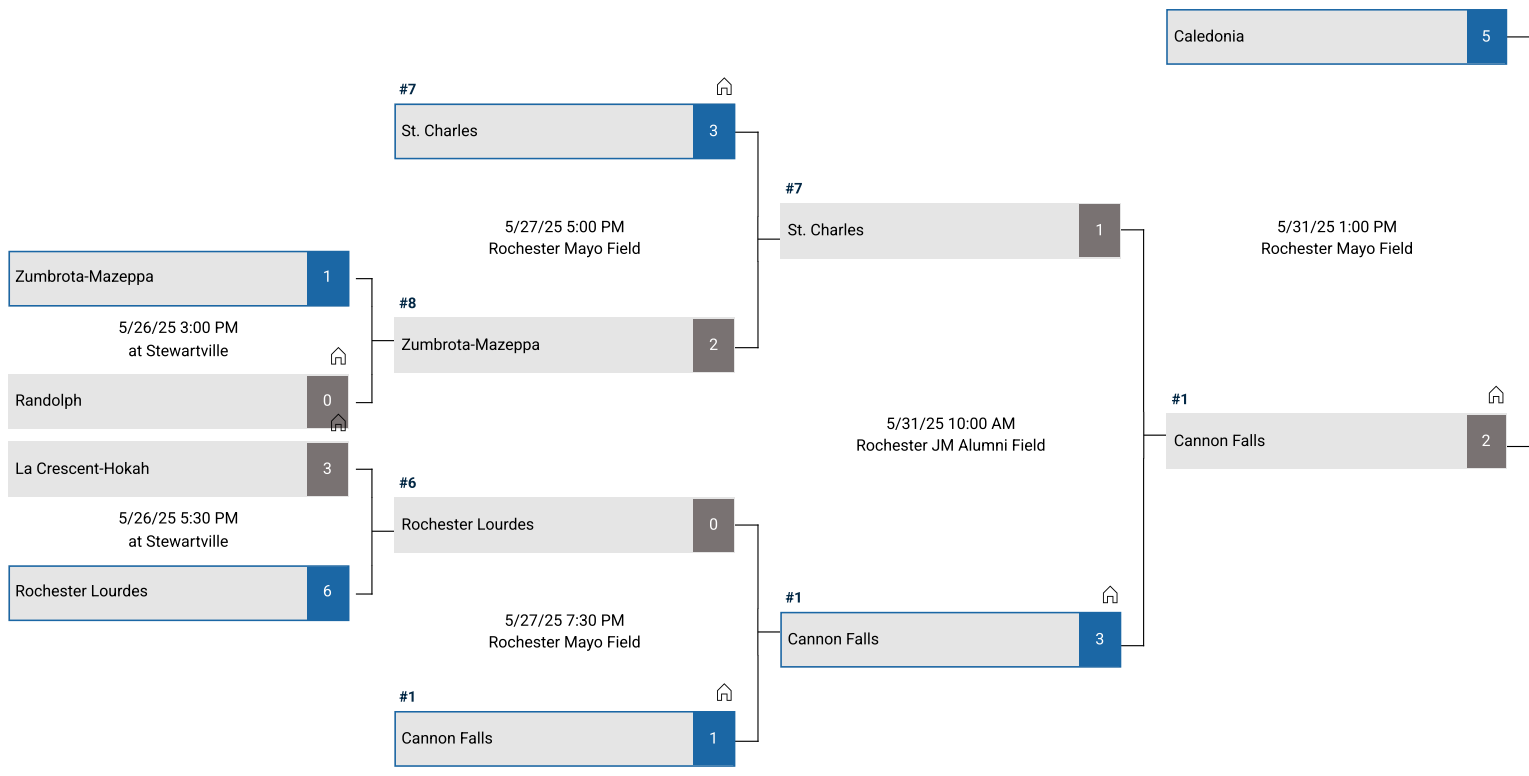 Caledonia 5
#7
St. Charles 3
5/27/25 5:00 PM
Rochester Mayo Field
#8
Zumbrota-Mazeppa 2
Zumbrota-Mazeppa 1
5/26/25 3:00 PM
at Stewartville
Randolph 0
La Crescent-Hokah 3
5/26/25 5:30 PM
at Stewartville
Rochester Lourdes 6
#6
Rochester Lourdes 0
5/27/25 7:30 PM
Rochester Mayo Field
#1
Cannon Falls 1
#7
St. Charles 1
5/31/25 10:00 AM
Rochester JM Alumni Field
#1
Cannon Falls 3
5/31/25 1:00 PM
Rochester Mayo Field
#1
Cannon Falls 2